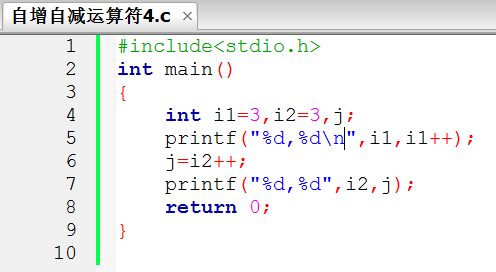 自增自减运算符4.c ×
1 #include<stdio.h>
2 int main()
3 {
4     int i1=3,i2=3,j;
5     printf("%d,%d\n",i1,i1++);
6     j=i2++;
7     printf("%d,%d",i2,j);
8     return 0;
9 }
10